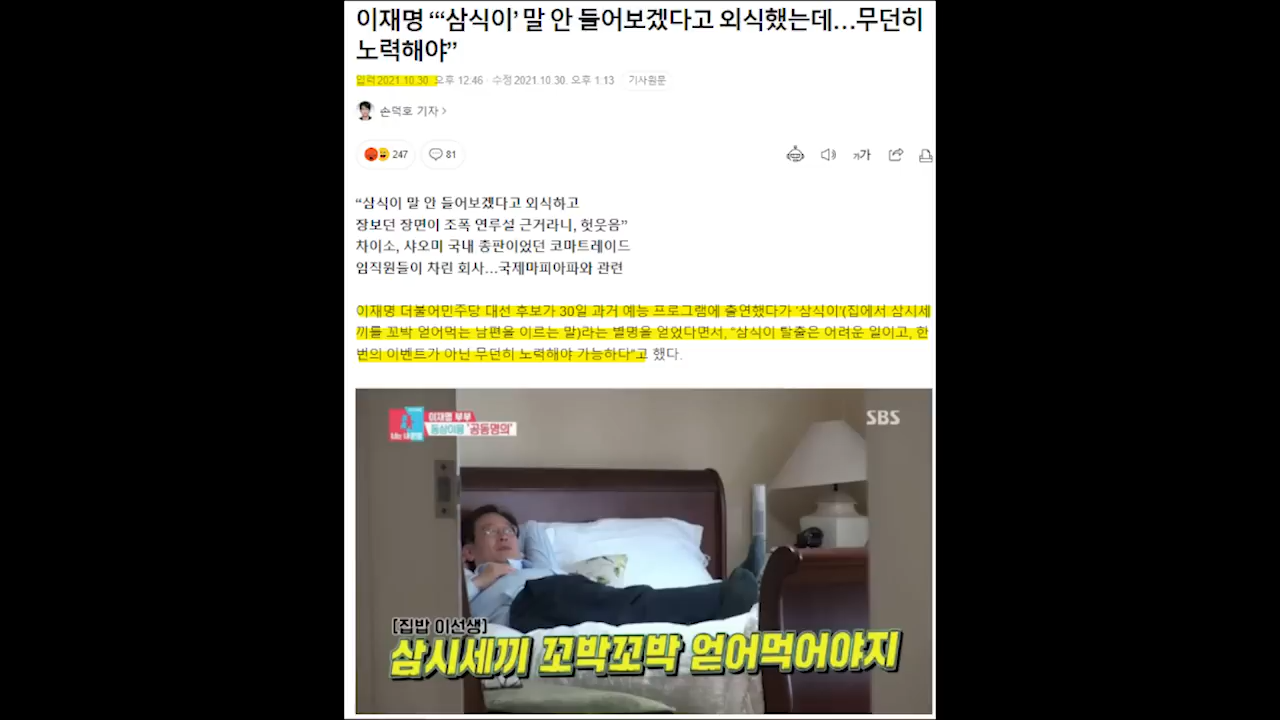 이재명 “‘삼식이’ 말 안 들어보겠다고 외식했는데…무던히
노력해야”
입력 2021.10.30. 오후 12:46 · 수정 2021.10.30. 오후 1:13 기사원문
손덕호 기자 >
247 81
가가
“삼식이 말 안 들어보겠다고 외식하고
장보던 장면이 조폭 연루설 근거라니, 헛웃음”
차이소, 샤오미 국내 총판이었던 코마트레이드
임직원들이 차린 회사…국제마피아파와 관련
이재명 더불어민주당 대선 후보가 30일 과거 예능 프로그램에 출연했다가 ‘삼식이’(집에서 삼시세
끼를 꼬박 얻어먹는 남편을 이르는 말)라는 별명을 얻었다면서, “삼식이 탈출은 어려운 일이고, 한
번의 이벤트가 아닌 무던히 노력해야 가능하다”고 했다.
이재명 부부
동상이몽 '공동명의'
SBS
[집밥 이선생]
삼시세끼 꼬박꼬박 얻어먹어야지